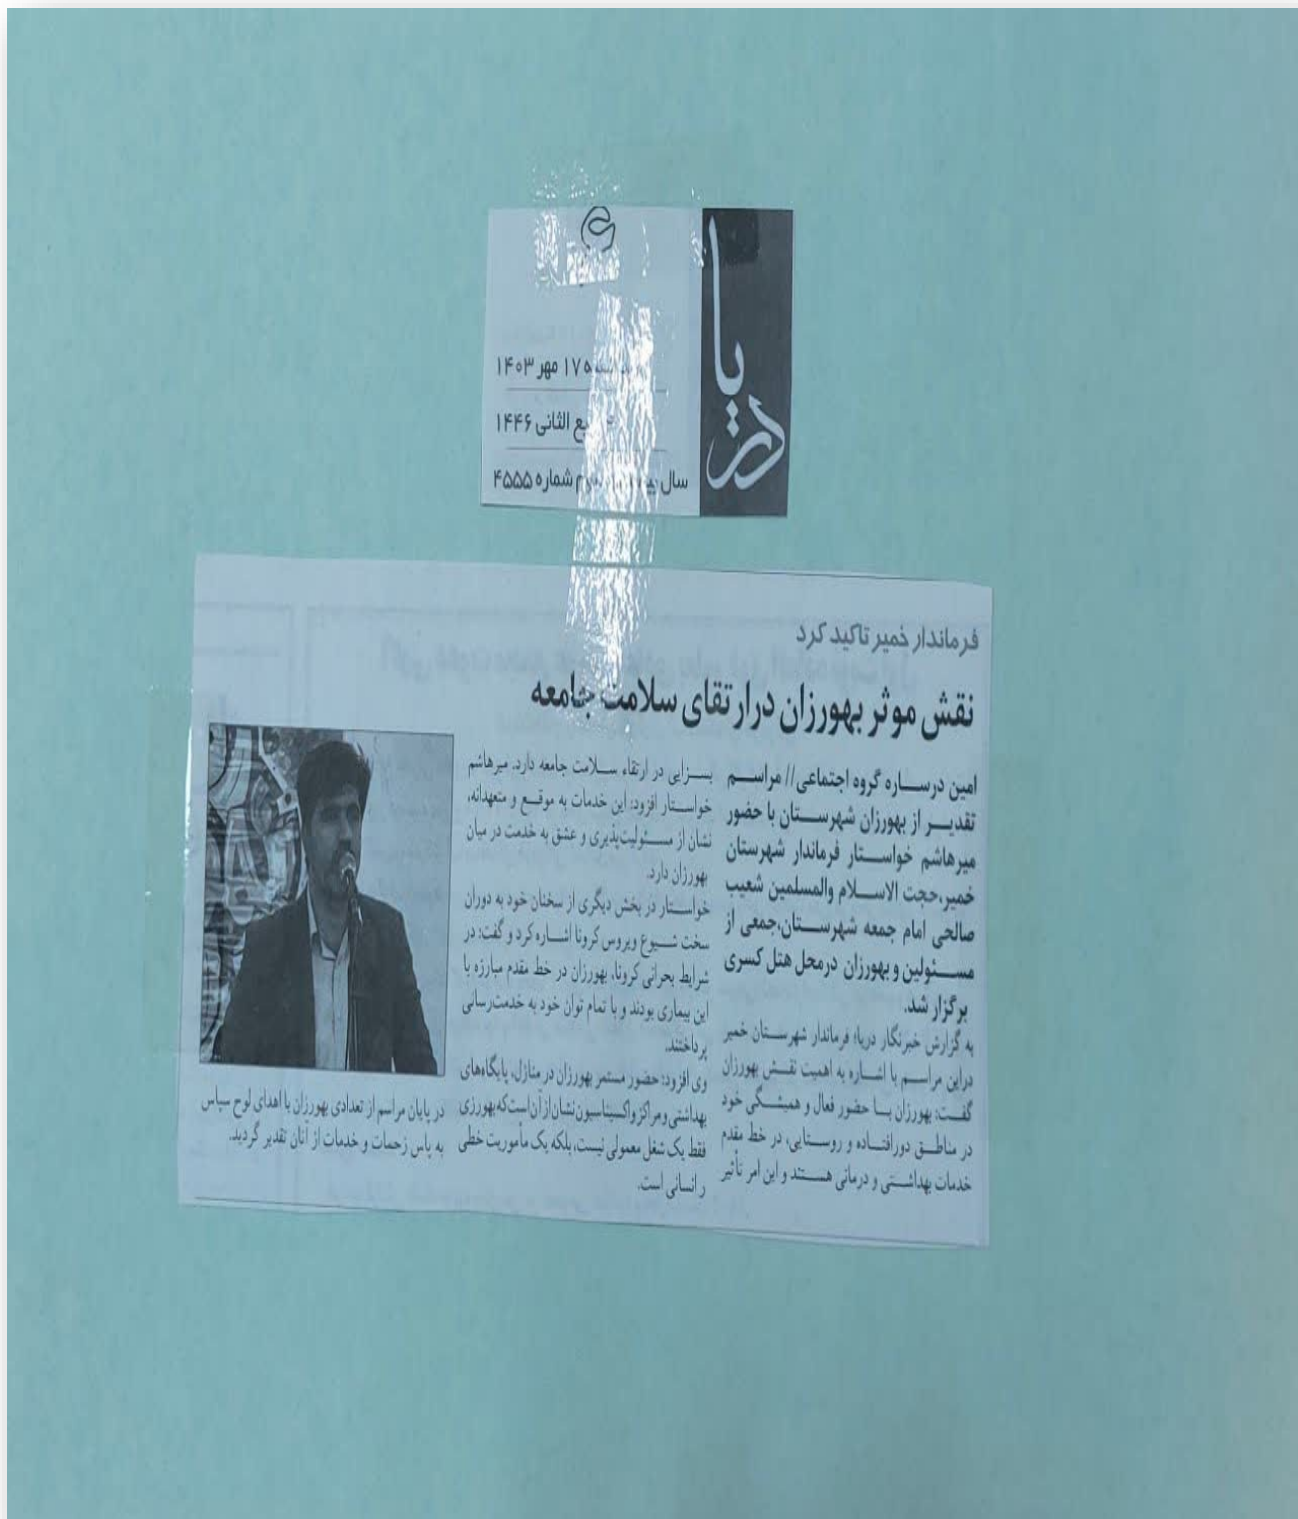 دریا
۶
۱۷ مهر ۱۴۰۳
الثانی ۱۴۴۶
سال شماره ۴۵۵۵
فرماندار خمیر تاکید کرد
نقش موثر بهورزان درارتقای سلامت جامعه
امین درساره گروه اجتماعی// مراسم
تقدیر از بهورزان شهرستان با حضور
میرهاشم خواستار فرماندار شهرستان
خمیر،حجت الاسلام والمسلمین شعیب
صالحی امام جمعه شهرستان،جمعی از
مسئولین و بهورزان درمحل هتل کسری
برگزار شد.
به گزارش خبرنگار دریا؛ فرماندار شهرستان خمیر
دراین مراسم با اشاره به اهمیت نقش بهورزان
گفت: بهورزان با حضور فعال و همیشگی خود
در مناطق دورافتاده و روستایی، در خط مقدم
خدمات بهداشتی و درمانی هستند و این امر تأثیر
بسزایی در ارتقاء سلامت جامعه دارد. میرهاشم
خواستار افزود: این خدمات به موقع و متعهدانه،
نشان از مسئولیت‌پذیری و عشق به خدمت در میان
بهورزان دارد.
خواستار در بخش دیگری از سخنان خود به دوران
سخت شیوع ویروس کرونا اشاره کرد و گفت: در
شرایط بحرانی کرونا، بهورزان در خط مقدم مبارزه با
این بیماری بودند و با تمام توان خود به خدمت‌رسانی
پرداختند.
وی افزود: حضور مستمر بهورزان در منازل، پایگاه‌های
بهداشتی و مراکز واکسیناسیون نشان از آن است که بهورزی
فقط یک شغل معمولی نیست، بلکه یک مأموریت خطی
ر انسانی است.
در پایان مراسم از تعدادی بهورزان با اهدای لوح سپاس
به پاس زحمات و خدمات از آنان تقدیر گردید.